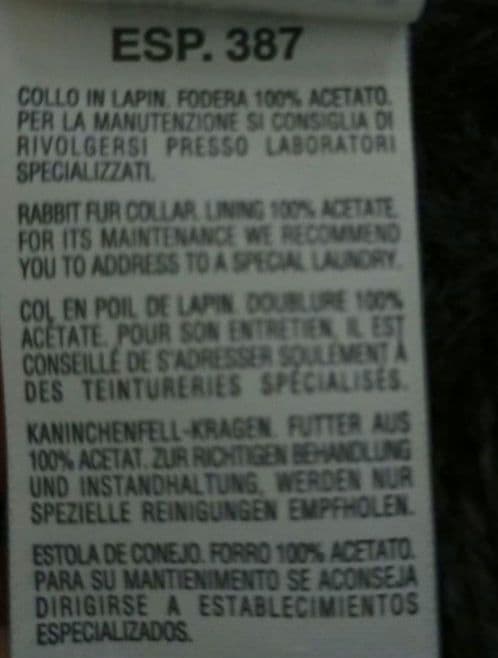 ESP. 387
COLLO IN LAPIN. FODERA 100% ACETATO.
PER LA MANUTENZIONE SI CONSIGLIA DI
RIVOLGERSI PRESSO LABORATORI
SPECIALIZZATI.
RABBIT FUR COLLAR. LINING 100% ACETATE.
FOR ITS MAINTENANCE WE RECOMMEND
YOU TO ADDRESS TO A SPECIAL LAUNDRY.
COL EN POIL DE LAPIN. DOUBLURE 100%
ACÉTATE. POUR SON ENTRETIEN, IL EST
CONSEILLÉ DE S'ADRESSER SOULEMENT À
DES TEINTURERIES SPÉCIALISÉS.
KANINCHENFELL-KRAGEN. FUTTER AUS
100% ACETAT. ZUR RICHTIGEN BEHANDLUNG
UND INSTANDHALTUNG, WERDEN NUR
SPEZIELLE REINIGUNGEN EMPFHOLEN.
ESTOLA DE CONEJO. FORRO 100% ACETATO.
PARA SU MANTIENIMENTO SE ACONSEJA
DIRIGIRSE A ESTABLECIMIENTOS
ESPECIALIZADOS.